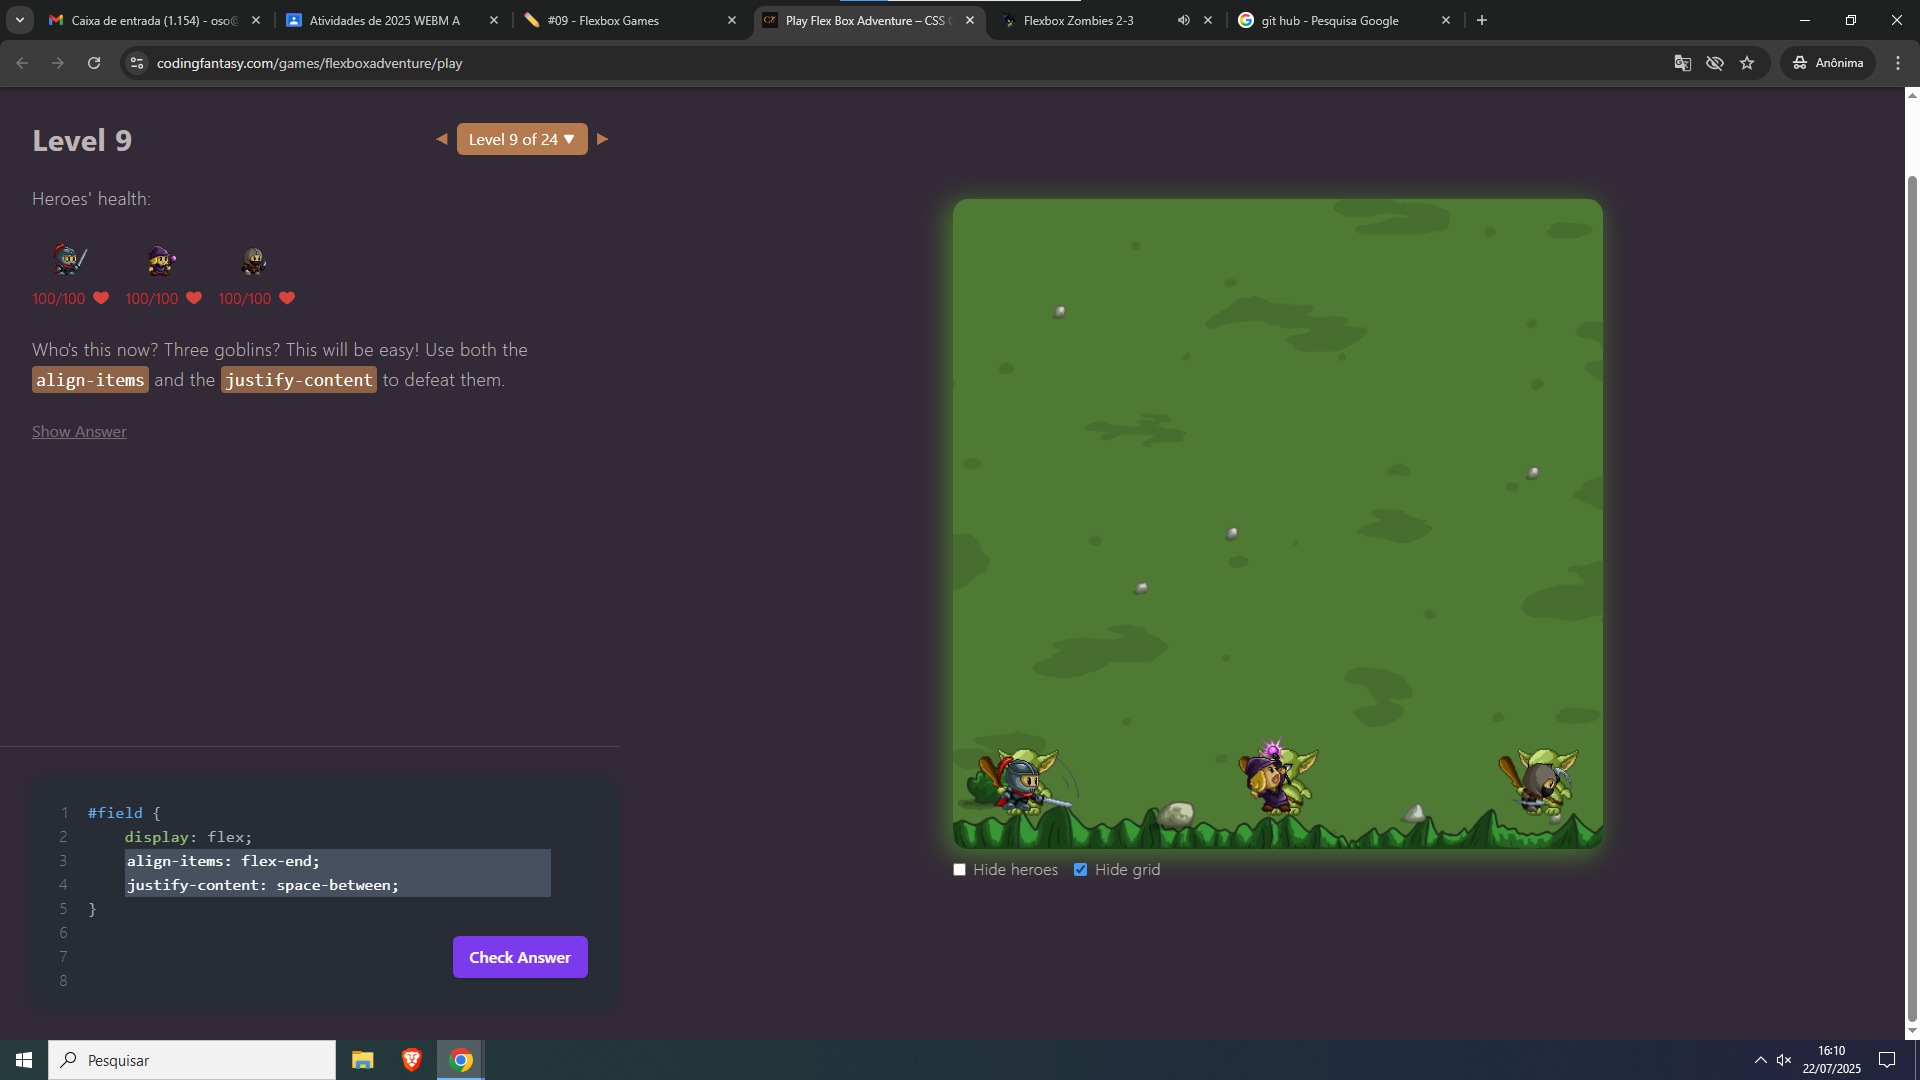 Caixa de entrada (1.154) - oso@
Atividades de 2025 WEBM A
#09 - Flexbox Games
Play Flex Box Adventure – CSS G
Flexbox Zombies 2-3
git hub - Pesquisa Google
codingfantasy.com/games/flexboxadventure/play
Anônima
Level 9
Level 9 of 24 ▼
Heroes' health:
100/100
100/100
100/100
Who's this now? Three goblins? This will be easy! Use both the
align-items and the justify-content to defeat them.
Show Answer
1 #field {
2 display: flex;
3 align-items: flex-end;
4 justify-content: space-between;
5 }
6
7
8
Check Answer
Hide heroes
Hide grid
Pesquisar
16:10
22/07/2025